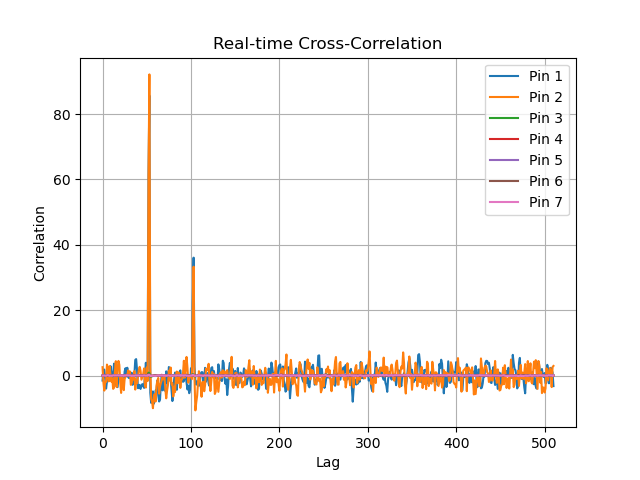 Real-time Cross-Correlation
Pin 1
Pin 2
Pin 3
Pin 4
Pin 5
Pin 6
Pin 7
Correlation
80
60
40
20
0
0 100 200 300 400 500
Lag